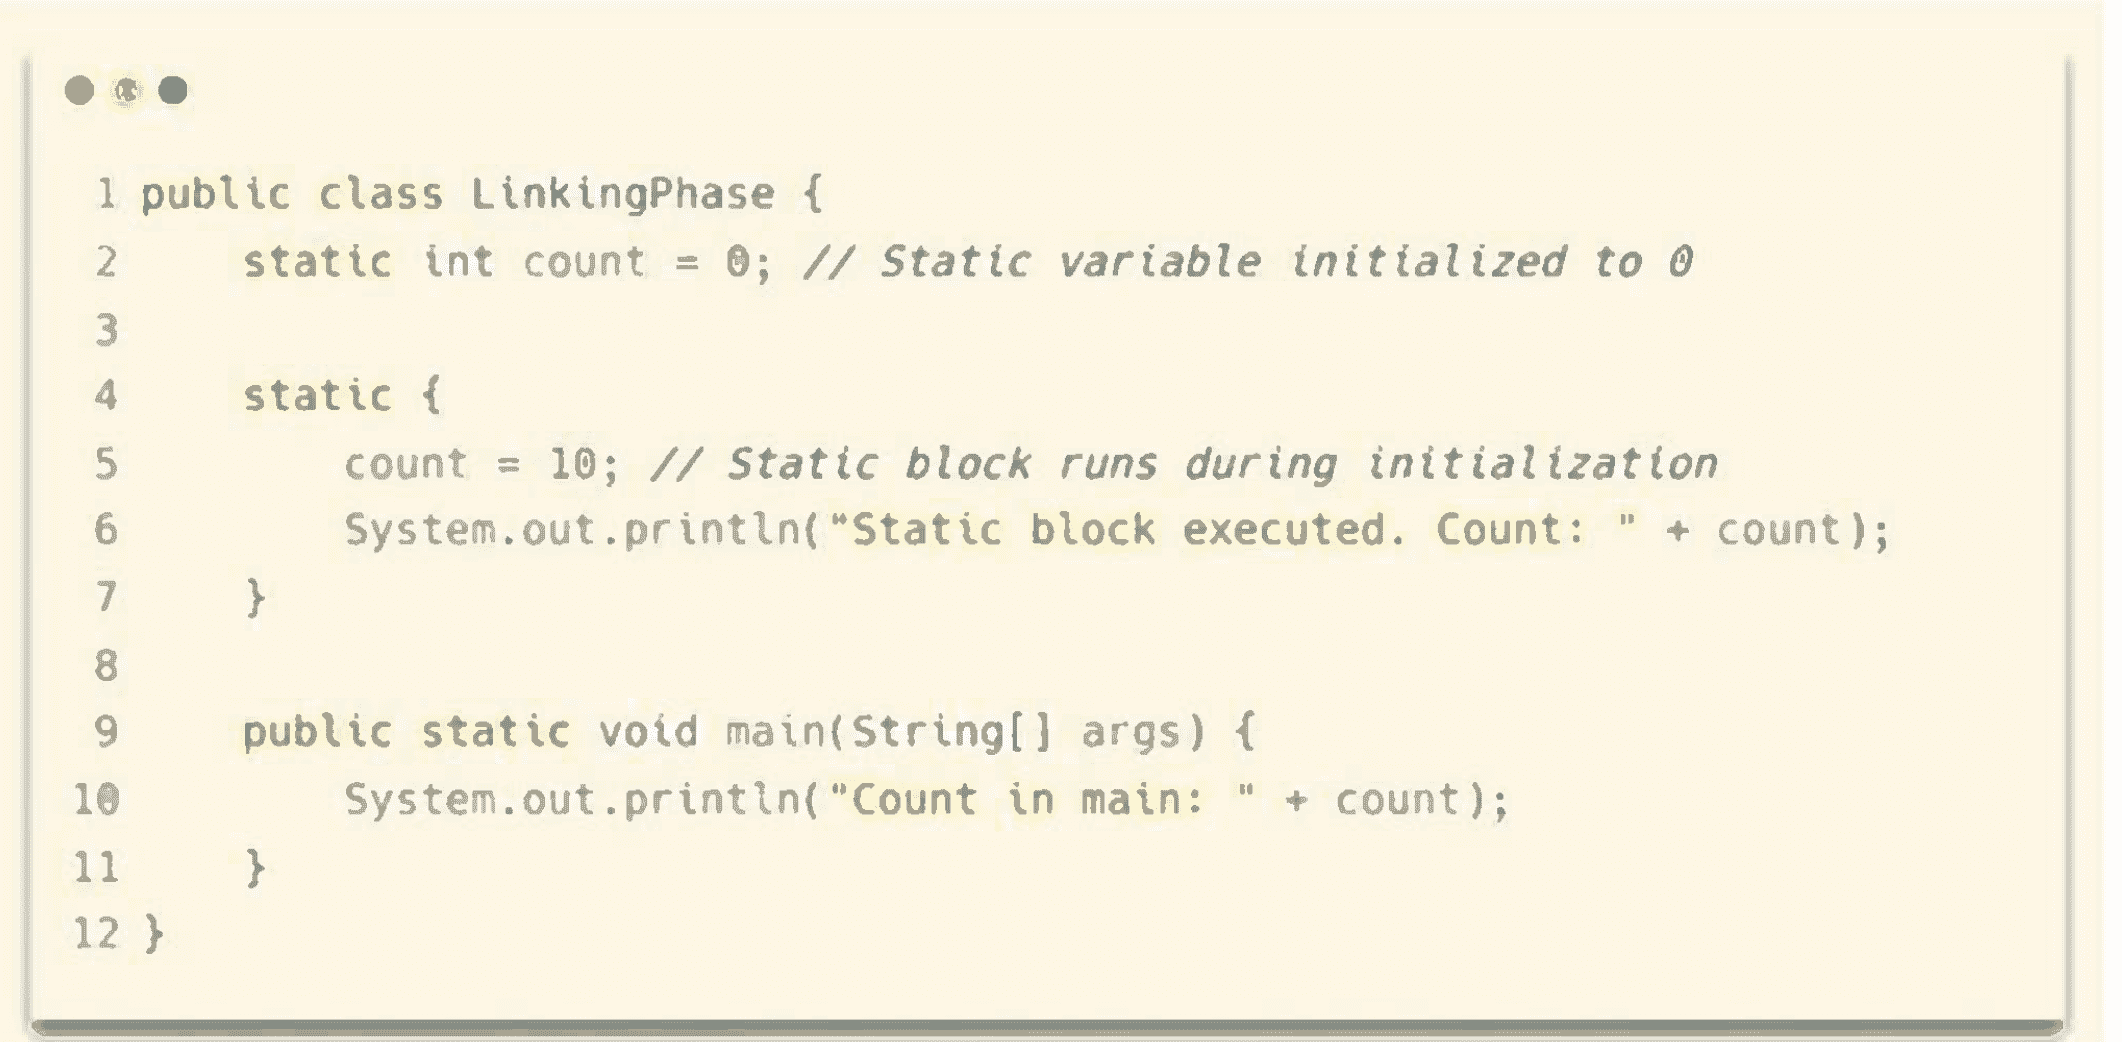 1 public class LinkingPhase {
2     static int count = 0; // Static variable initialized to 0
3
4     static {
5         count = 10; // Static block runs during initialization
6         System.out.println("Static block executed. Count: " + count);
7     }
8
9     public static void main(String[] args) {
10         System.out.println("Count in main: " + count);
11     }
12 }